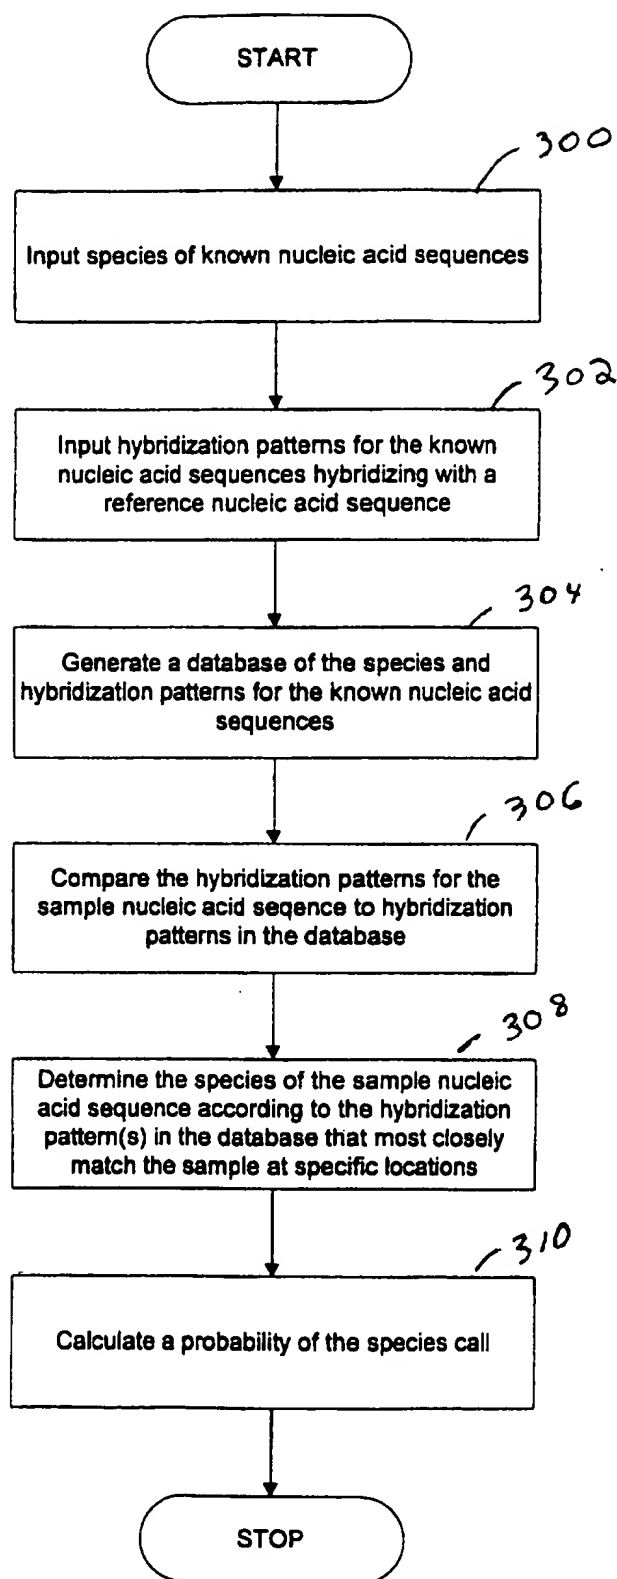 START
300
Input species of known nucleic acid sequences
302
Input hybridization patterns for the known
nucleic acid sequences hybridizing with a
reference nucleic acid sequence
304
Generate a database of the species and
hybridization patterns for the known nucleic acid
sequences
306
Compare the hybridization patterns for the
sample nucleic acid seqence to hybridization
patterns in the database
308
Determine the species of the sample nucleic
acid sequence according to the hybridization
pattern(s) in the database that most closely
match the sample at specific locations
310
Calculate a probability of the species call
STOP